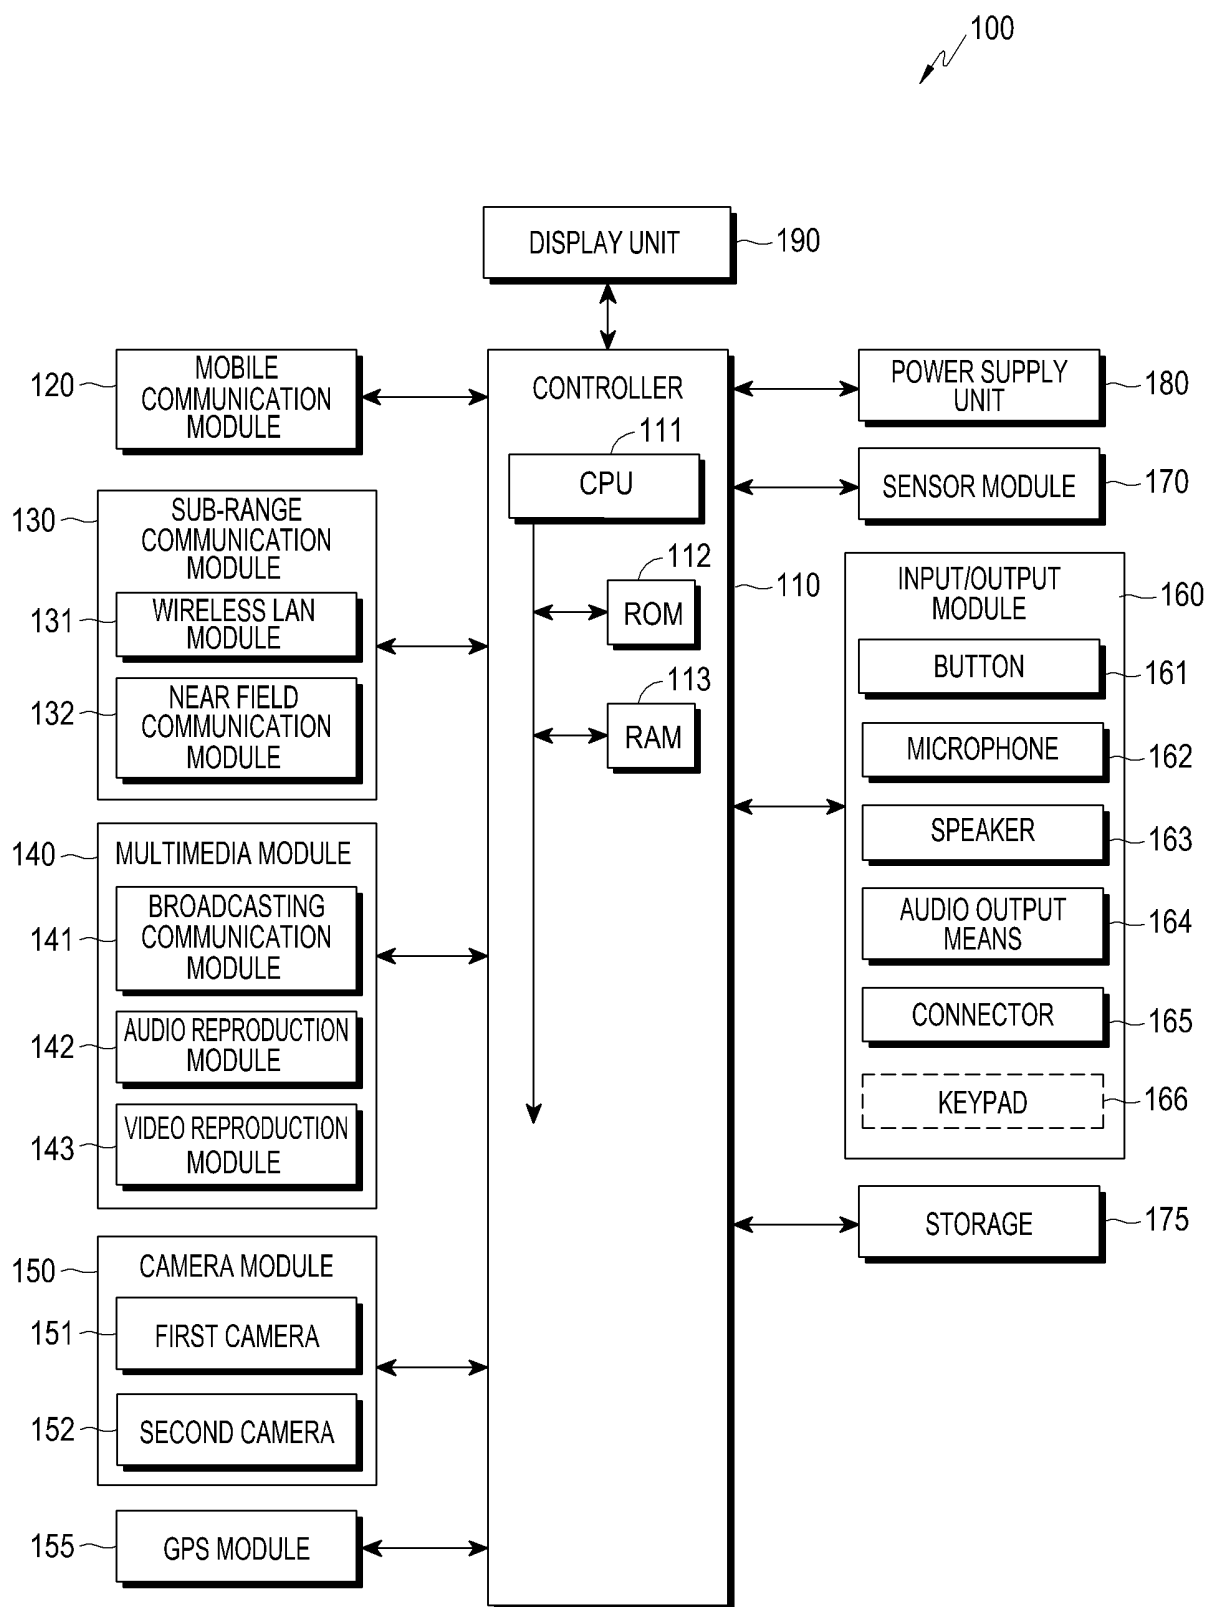 100
DISPLAY UNIT
190
120
MOBILE
COMMUNICATION
MODULE
130
SUB-RANGE
COMMUNICATION
MODULE
131
WIRELESS LAN
MODULE
132
NEAR FIELD
COMMUNICATION
MODULE
140
MULTIMEDIA MODULE
141
BROADCASTING
COMMUNICATION
MODULE
142
AUDIO REPRODUCTION
MODULE
143
VIDEO REPRODUCTION
MODULE
150
CAMERA MODULE
151
FIRST CAMERA
152
SECOND CAMERA
155
GPS MODULE
CONTROLLER
111
CPU
112
ROM
113
RAM
110
POWER SUPPLY
UNIT
180
SENSOR MODULE
170
INPUT/OUTPUT
MODULE
160
BUTTON
161
MICROPHONE
162
SPEAKER
163
AUDIO OUTPUT
MEANS
164
CONNECTOR
165
KEYPAD
166
STORAGE
175